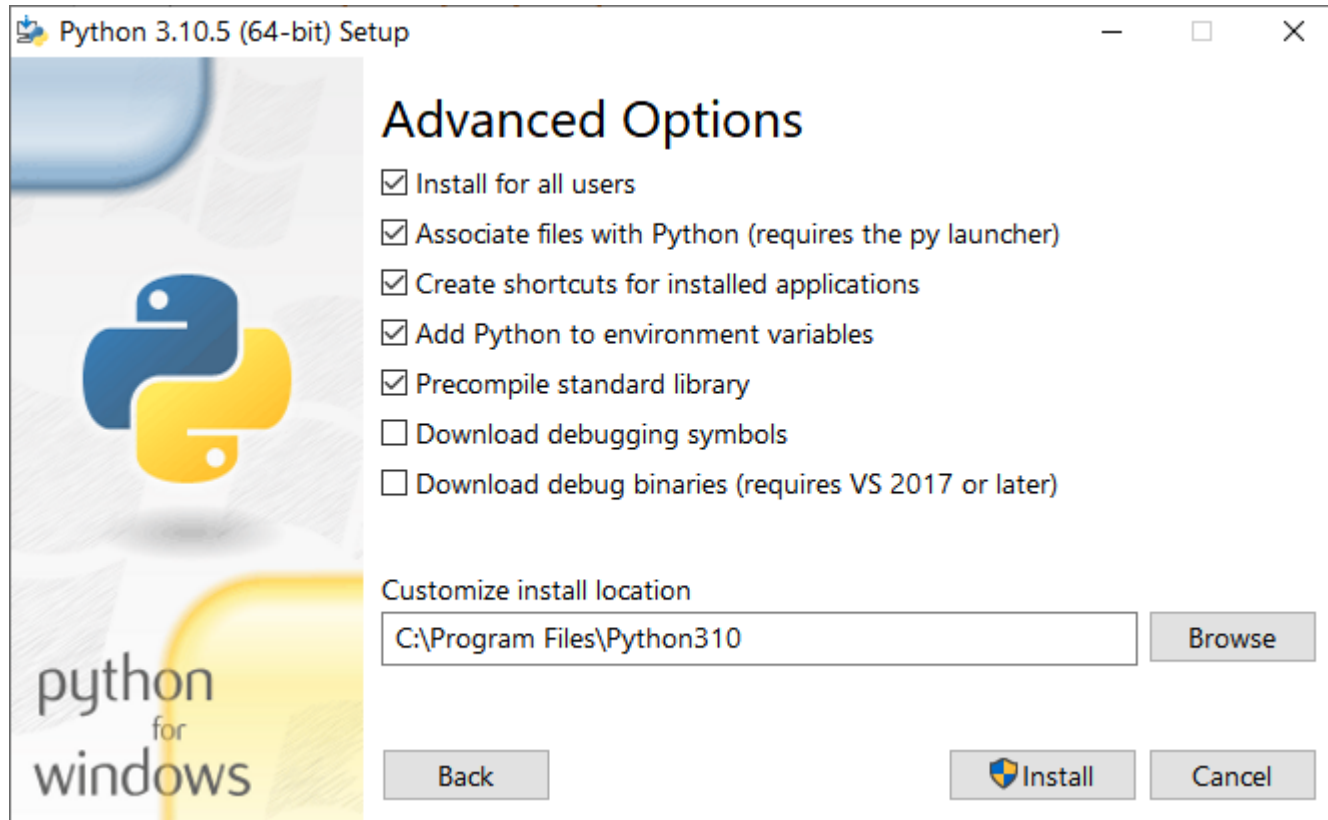 Python 3.10.5 (64-bit) Setup
Advanced Options
Install for all users
Associate files with Python (requires the py launcher)
Create shortcuts for installed applications
Add Python to environment variables
Precompile standard library
Download debugging symbols
Download debug binaries (requires VS 2017 or later)
Customize install location
C:\Program Files\Python310
Browse
python
for
windows
Back
Install
Cancel